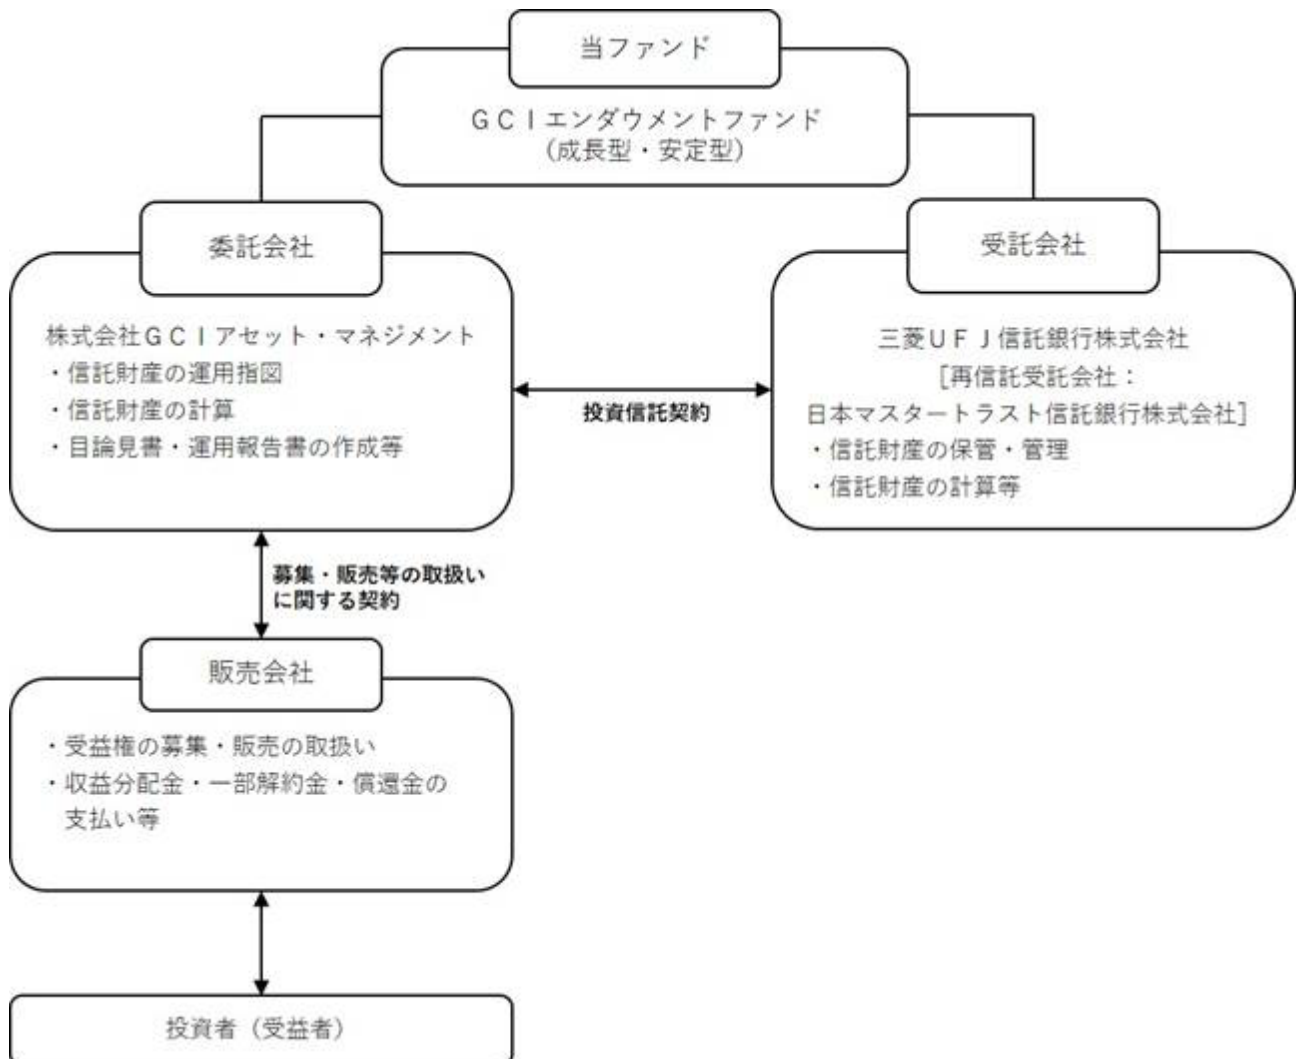 当ファンド
GCIエンダウメントファンド
(成長型・安定型)
委託会社
株式会社GCIアセット・マネジメント
・信託財産の運用指図
・信託財産の計算
・目論見書・運用報告書の作成等
投資信託契約
受託会社
三菱UFJ信託銀行株式会社
[再信託受託会社：
日本マスタートラスト信託銀行株式会社]
・信託財産の保管・管理
・信託財産の計算等
募集・販売等の取扱い
に関する契約
販売会社
・受益権の募集・販売の取扱い
・収益分配金・一部解約金・償還金の
支払い等
投資者（受益者）